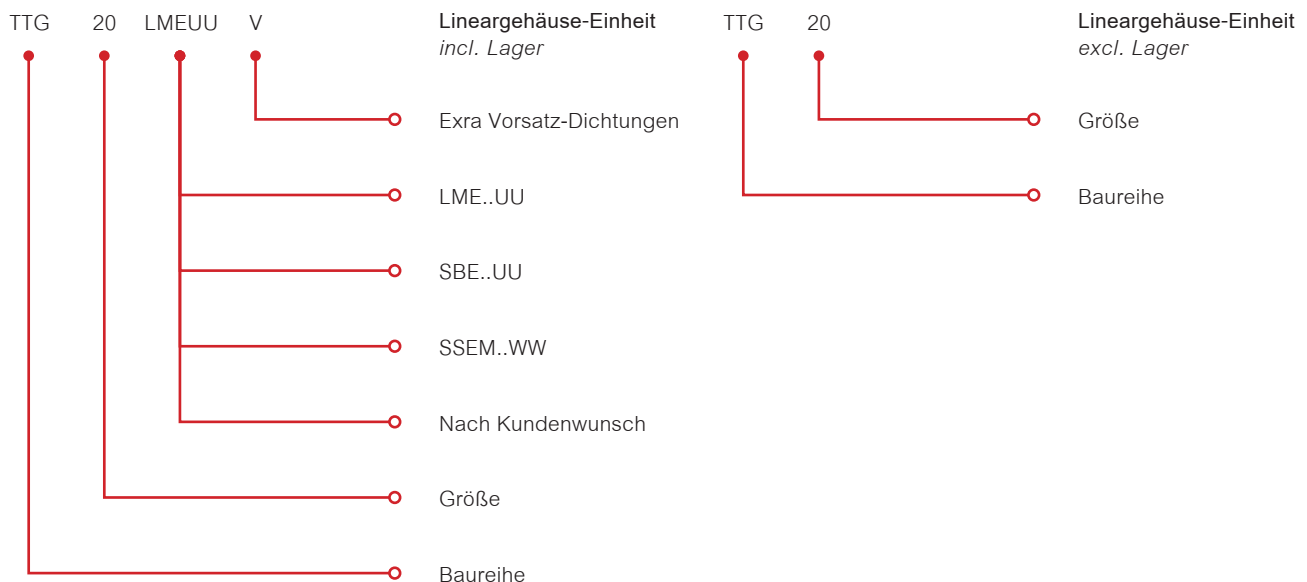 TTG 20 LMEUU V
Lineargehäuse-Einheit
incl. Lager
Exra Vorsatz-Dichtungen
LME..UU
SBE..UU
SSEM..WW
Nach Kundenwunsch
Größe
Baureihe
TTG 20
Lineargehäuse-Einheit
excl. Lager
Größe
Baureihe